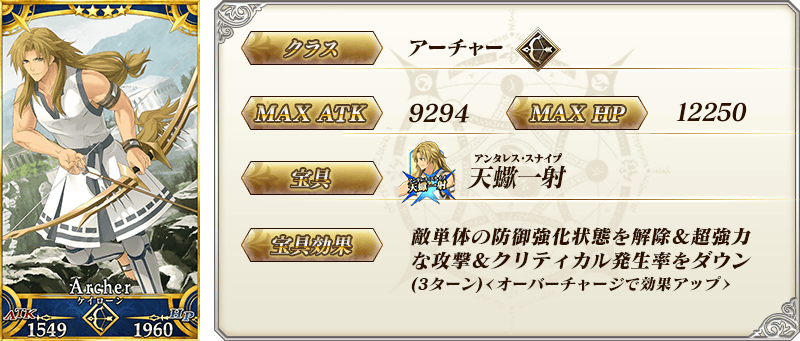 Archer
ケイローン
ATK
HP
1549
1960
クラス
アーチャー
MAX ATK
9294
MAX HP
12250
宝具
アンタレス・スナイプ
天蠍一射
天蠍一射
宝具効果
敵単体の防御強化状態を解除&超強力
な攻撃&クリティカル発生率をダウン
(3ターン)<オーバーチャージで効果アップ>